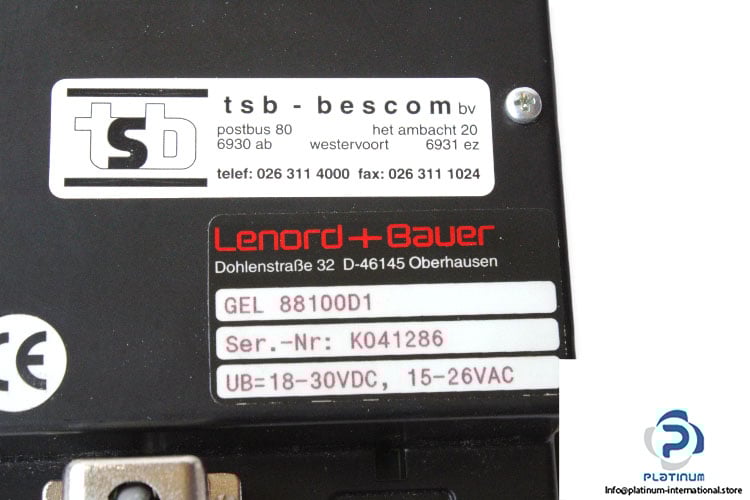 tsb
tsb - bescom bv
postbus 80 het ambacht 20
6930 ab westervoort 6931 ez
telef: 026 311 4000 fax: 026 311 1024
Lenord+Bauer
Dohlenstraße 32 D-46145 Oberhausen
GEL 88100D1
Ser.-Nr: K041286
UB=18-30VDC, 15-26VAC
CE
PLATINUM
Info@platinum-international.store